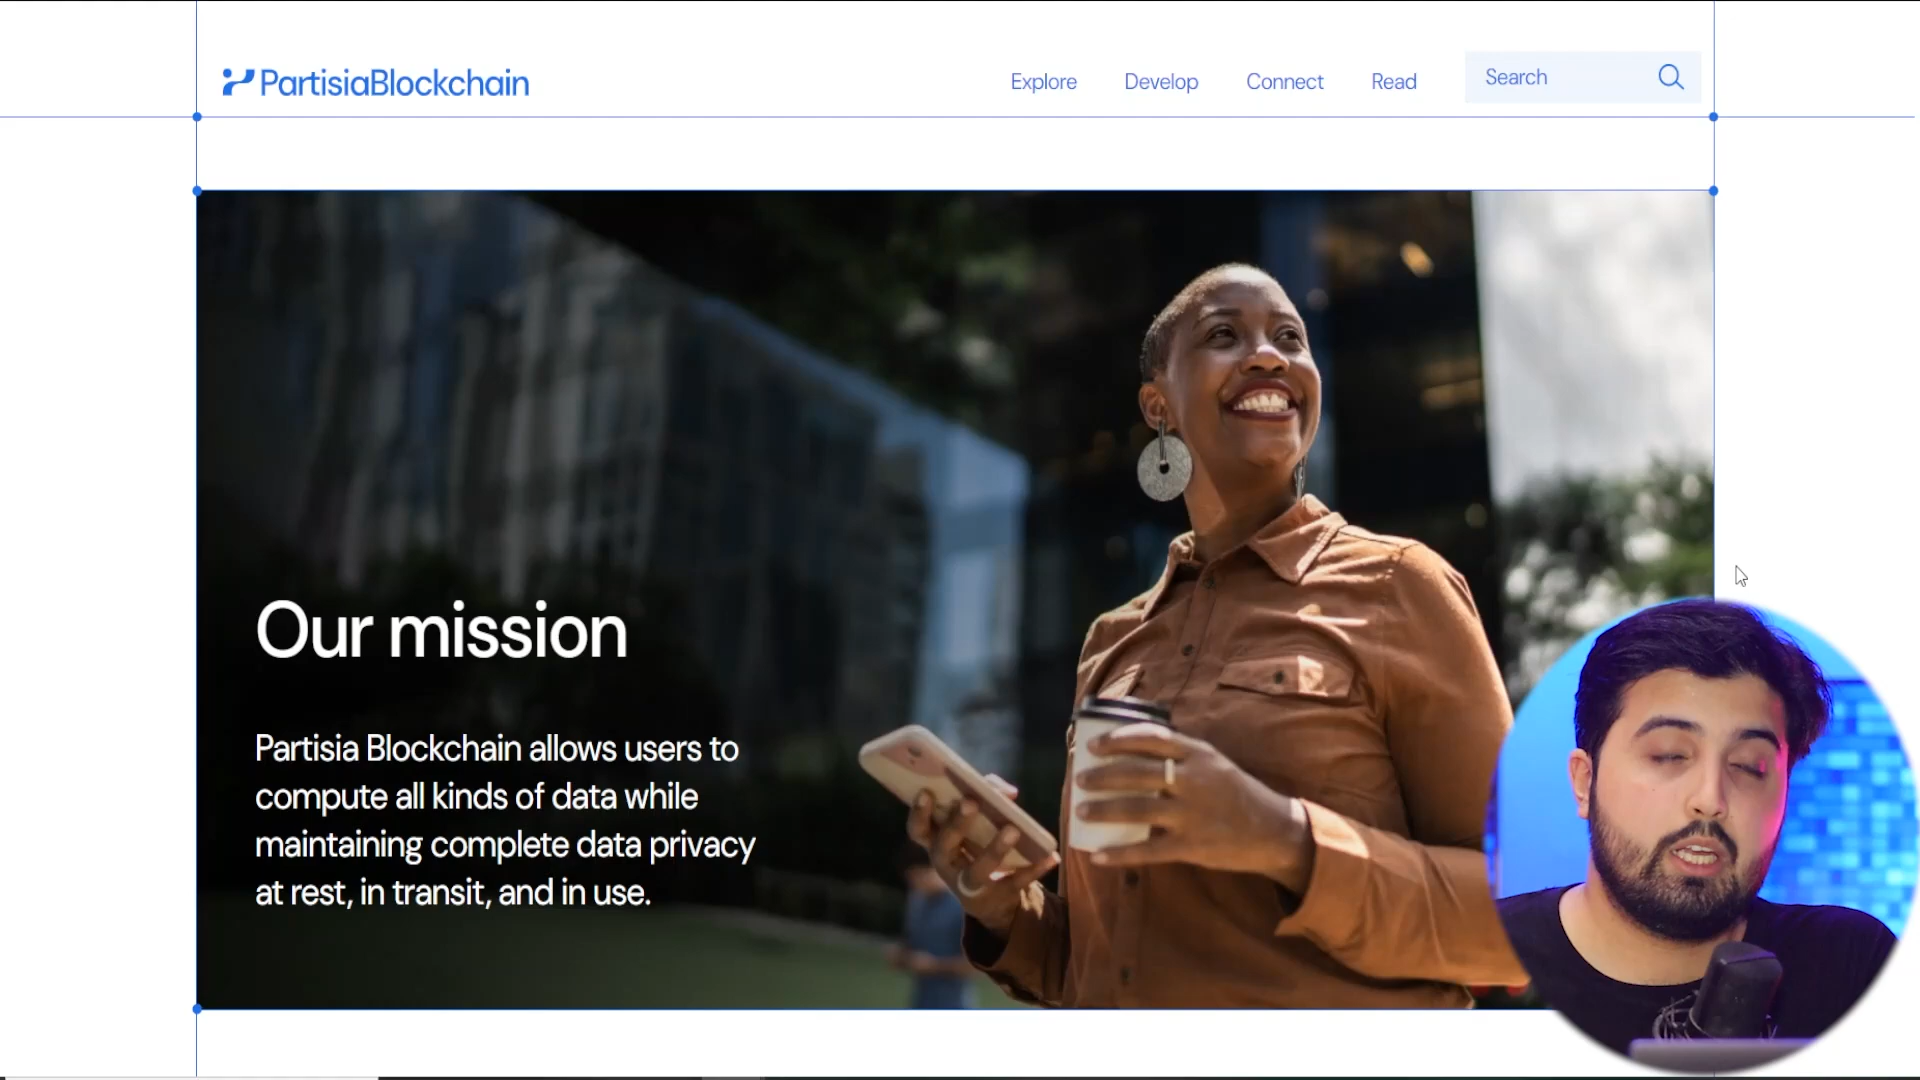 PartisiaBlockchain
Explore Develop Connect Read Search
Our mission
Partisia Blockchain allows users to
compute all kinds of data while
maintaining complete data privacy
at rest, in transit, and in use.